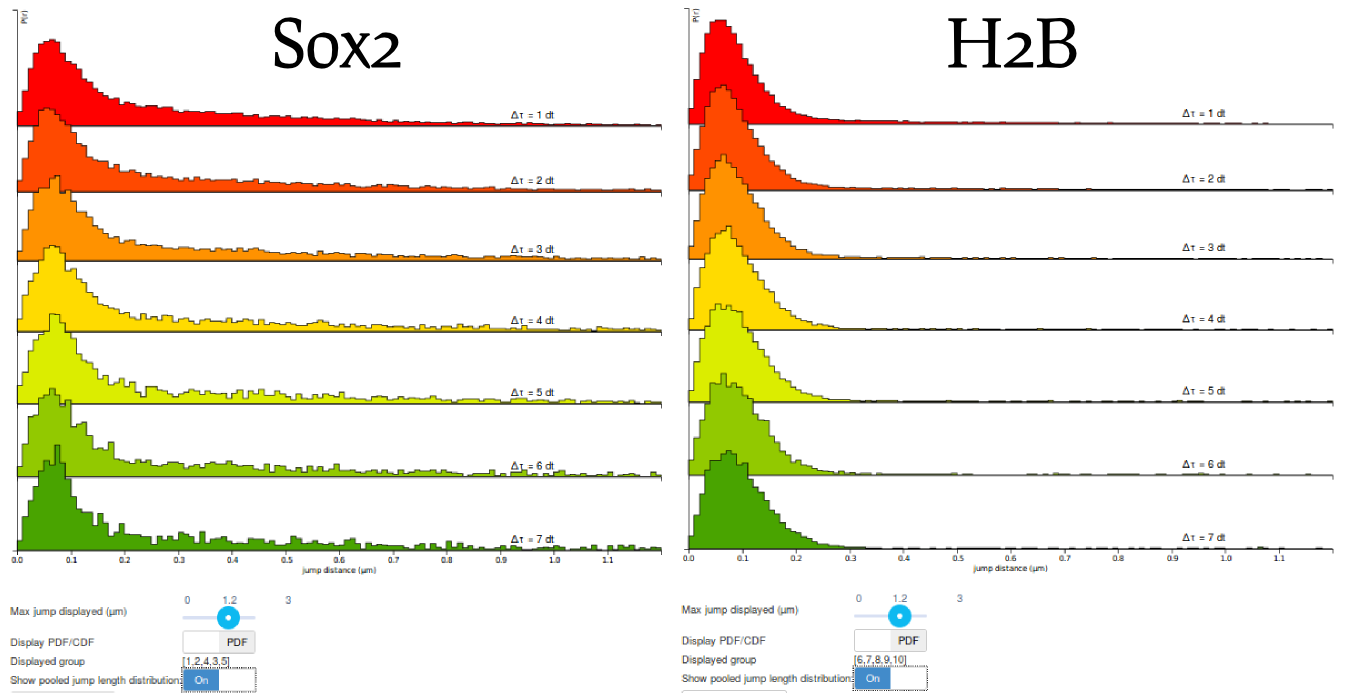 Sox2
P(r)
Δτ = 1 dt
Δτ = 2 dt
Δτ = 3 dt
Δτ = 4 dt
Δτ = 5 dt
Δτ = 6 dt
Δτ = 7 dt
0.0 0.1 0.2 0.3 0.4 0.5 0.6 0.7 0.8 0.9 1.0 1.1
jump distance (µm)
0 1.2 3
Max jump displayed (µm)
Display PDF/CDF PDF
Displayed group [1,2,4,3,5]
Show pooled jump length distribution: On
H2B
P(r)
Δτ = 1 dt
Δτ = 2 dt
Δτ = 3 dt
Δτ = 4 dt
Δτ = 5 dt
Δτ = 6 dt
Δτ = 7 dt
0.0 0.1 0.2 0.3 0.4 0.5 0.6 0.7 0.8 0.9 1.0 1.1
jump distance (µm)
0 1.2 3
Max jump displayed (µm)
Display PDF/CDF PDF
Displayed group [6,7,8,9,10]
Show pooled jump length distribution: On